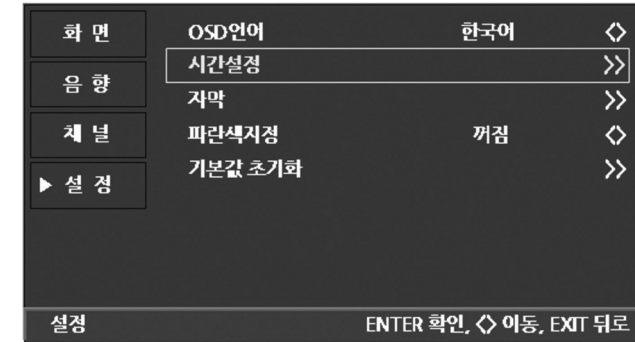 화 면
음 향
채 널
▶ 설 정
OSD언어 한국어 <>
시간설정 >>
자막 >>
파란색지정 꺼짐 <>
기본값 초기화 >>
설정 ENTER 확인, <> 이동, EXIT 뒤로